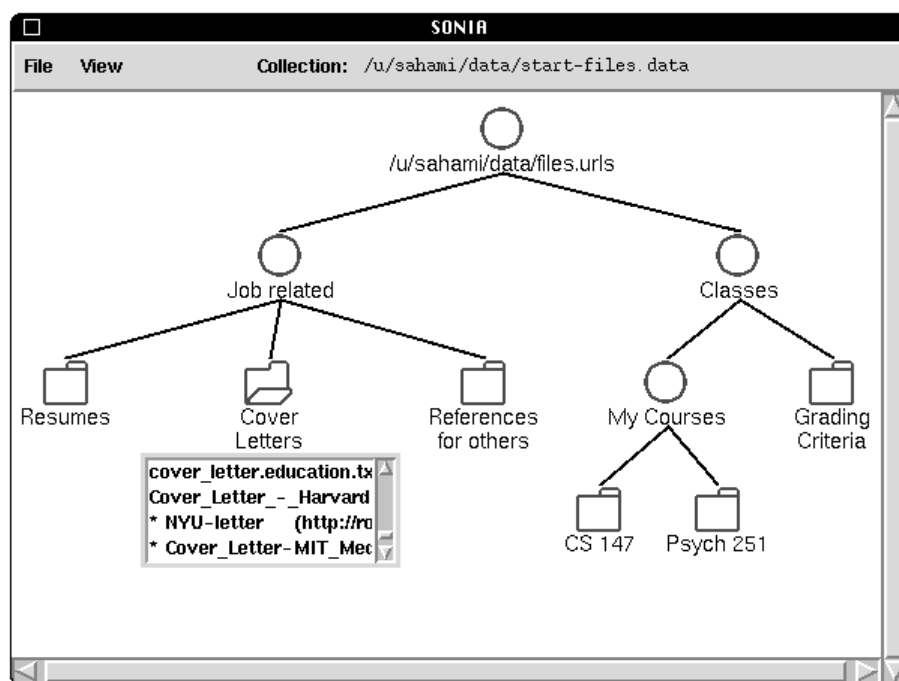 SONIA
File View Collection: /u/sahami/data/start-files.data
/u/sahami/data/files.urls
Job related
Classes
Resumes
Cover
Letters
References
for others
My Courses
Grading
Criteria
cover_letter.education.tx
Cover_Letter_-_Harvard
* NYU-letter (http://ro
* Cover_Letter-MIT_Med
CS 147
Psych 251